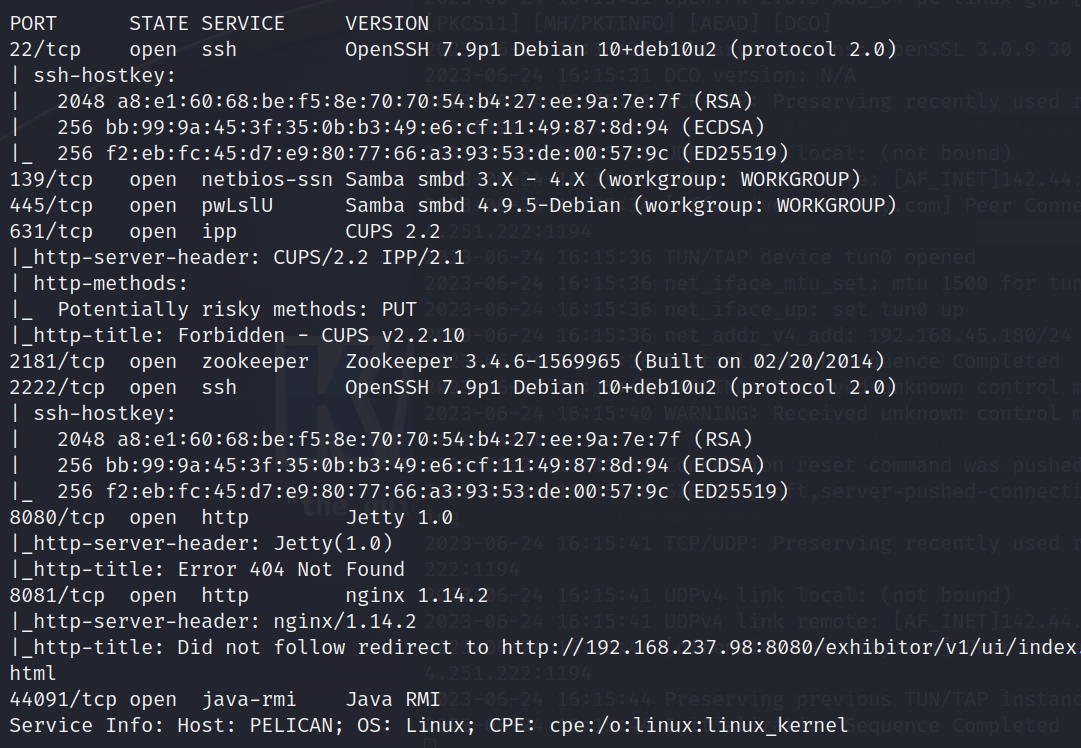 PORT      STATE SERVICE     VERSION
22/tcp    open  ssh         OpenSSH 7.9p1 Debian 10+deb10u2 (protocol 2.0)
| ssh-hostkey:
|   2048 a8:e1:60:68:be:f5:8e:70:70:54:b4:27:ee:9a:7e:7f (RSA)
|   256 bb:99:9a:45:3f:35:0b:b3:49:e6:cf:11:49:87:8d:94 (ECDSA)
|_  256 f2:eb:fc:45:d7:e9:80:77:66:a3:93:53:de:00:57:9c (ED25519)
139/tcp   open  netbios-ssn Samba smbd 3.X - 4.X (workgroup: WORKGROUP)
445/tcp   open  pwLslU      Samba smbd 4.9.5-Debian (workgroup: WORKGROUP)
631/tcp   open  ipp         CUPS 2.2
|_http-server-header: CUPS/2.2 IPP/2.1
| http-methods:
|_  Potentially risky methods: PUT
|_http-title: Forbidden - CUPS v2.2.10
2181/tcp  open  zookeeper   Zookeeper 3.4.6-1569965 (Built on 02/20/2014)
2222/tcp  open  ssh         OpenSSH 7.9p1 Debian 10+deb10u2 (protocol 2.0)
| ssh-hostkey:
|   2048 a8:e1:60:68:be:f5:8e:70:70:54:b4:27:ee:9a:7e:7f (RSA)
|   256 bb:99:9a:45:3f:35:0b:b3:49:e6:cf:11:49:87:8d:94 (ECDSA)
|_  256 f2:eb:fc:45:d7:e9:80:77:66:a3:93:53:de:00:57:9c (ED25519)
8080/tcp  open  http        Jetty 1.0
|_http-server-header: Jetty(1.0)
|_http-title: Error 404 Not Found
8081/tcp  open  http        nginx 1.14.2
|_http-server-header: nginx/1.14.2
|_http-title: Did not follow redirect to http://192.168.237.98:8080/exhibitor/v1/ui/index.
html
44091/tcp open  java-rmi    Java RMI
Service Info: Host: PELICAN; OS: Linux; CPE: cpe:/o:linux:linux_kernel